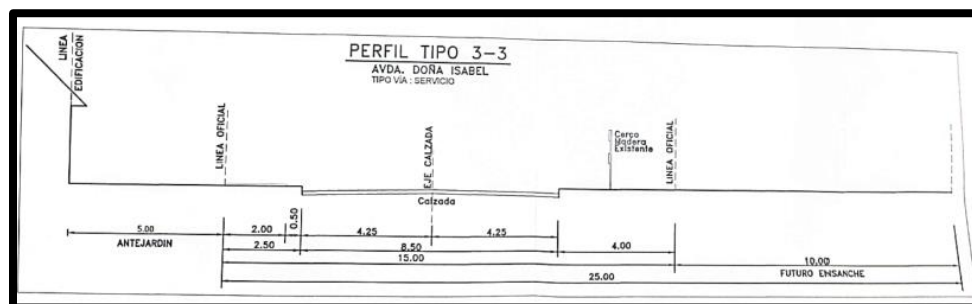 PERFIL TIPO 3-3
AVDA. DOÑA ISABEL
TIPO VÍA : SERVICIO
LINEA
EDIFICACION
LINEA OFICIAL
EJE CALZADA
Cerco
Madera
Existente
LINEA OFICIAL
Calzada
5.00
ANTEJARDIN
2.00
0.50
4.25
4.25
2.50
8.50
4.00
15.00
10.00
FUTURO ENSANCHE
25.00